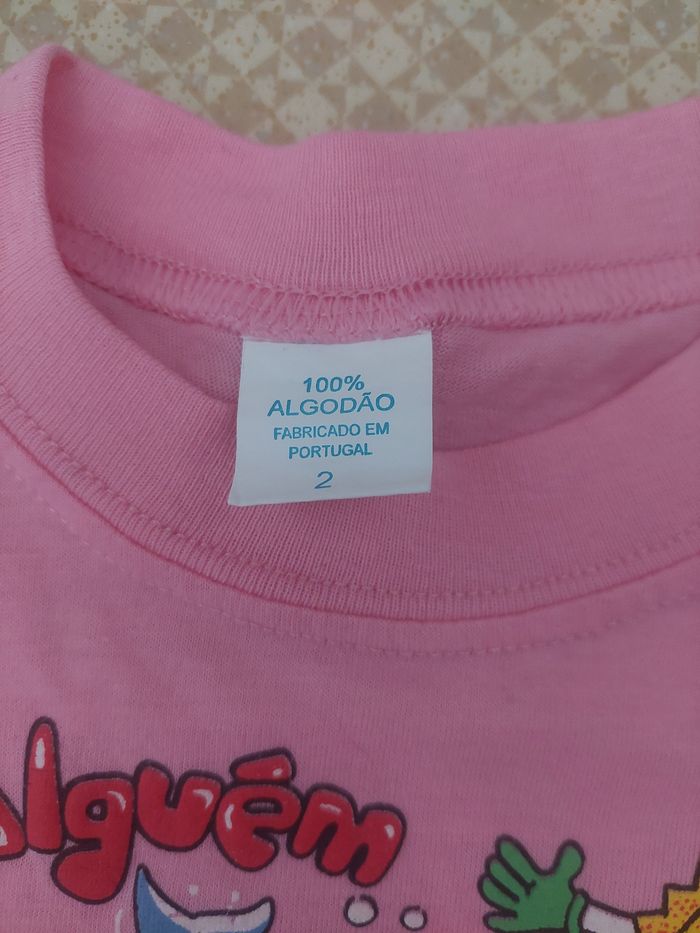 100%
ALGODÃO
FABRICADO EM
PORTUGAL
2
Alguém